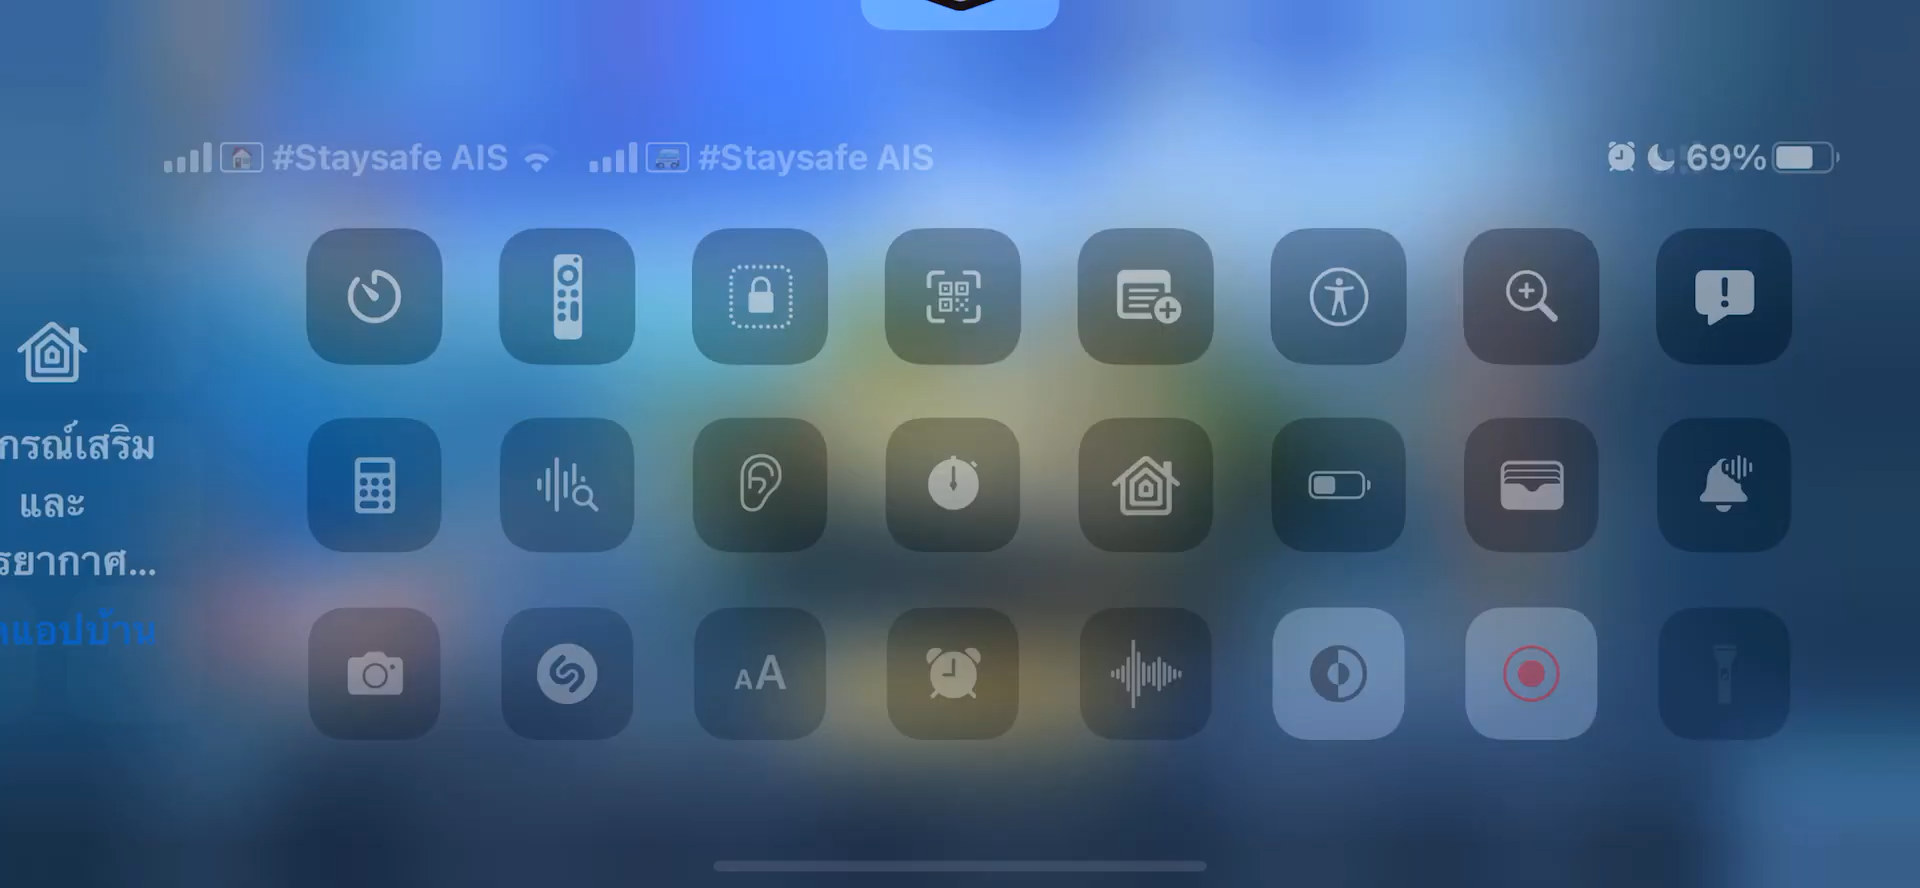 #Staysafe AIS #Staysafe AIS 69%
กรณ์เสริม
และ
รยากาศ...
แอปบ้าน
AA